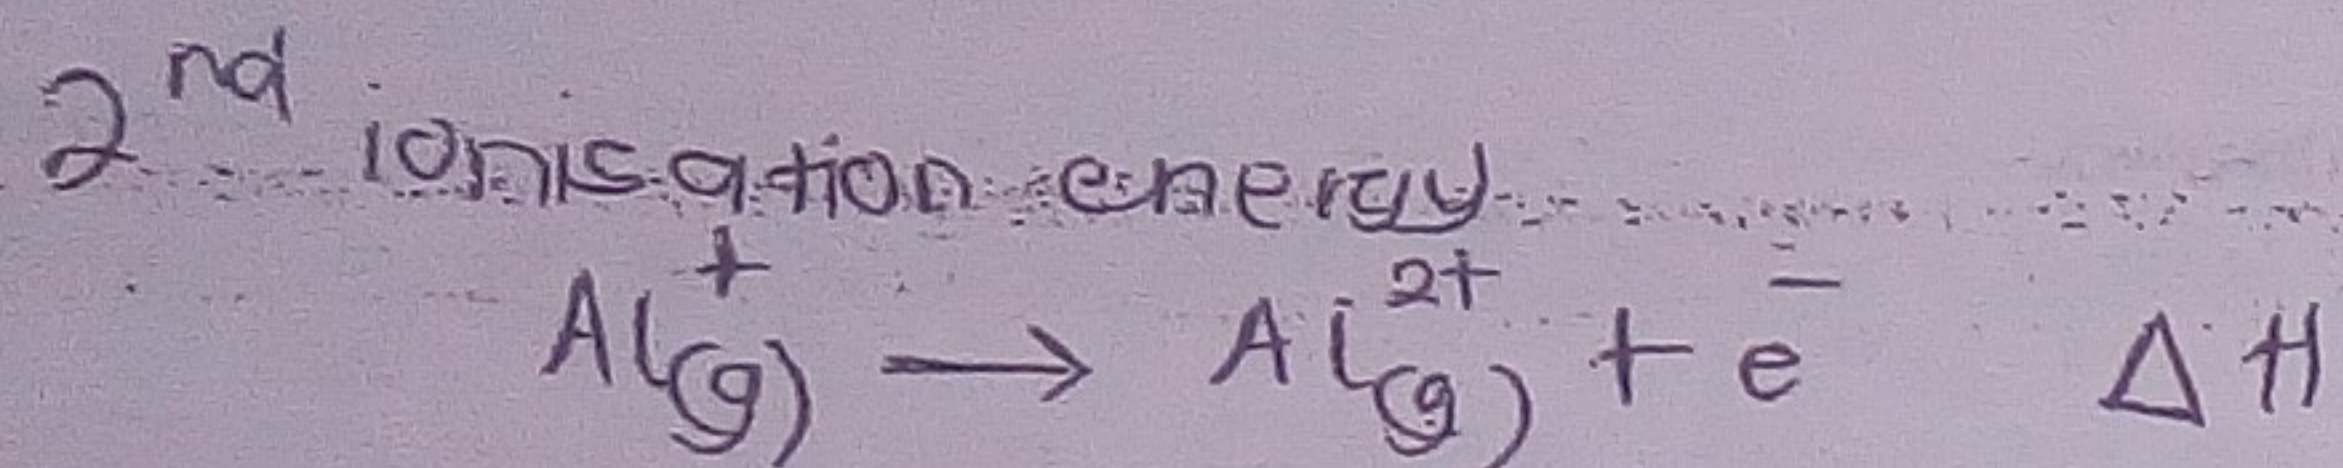 2nd ionisation energy
Al⁺(g) → Al²⁺(g) + e⁻ ΔH